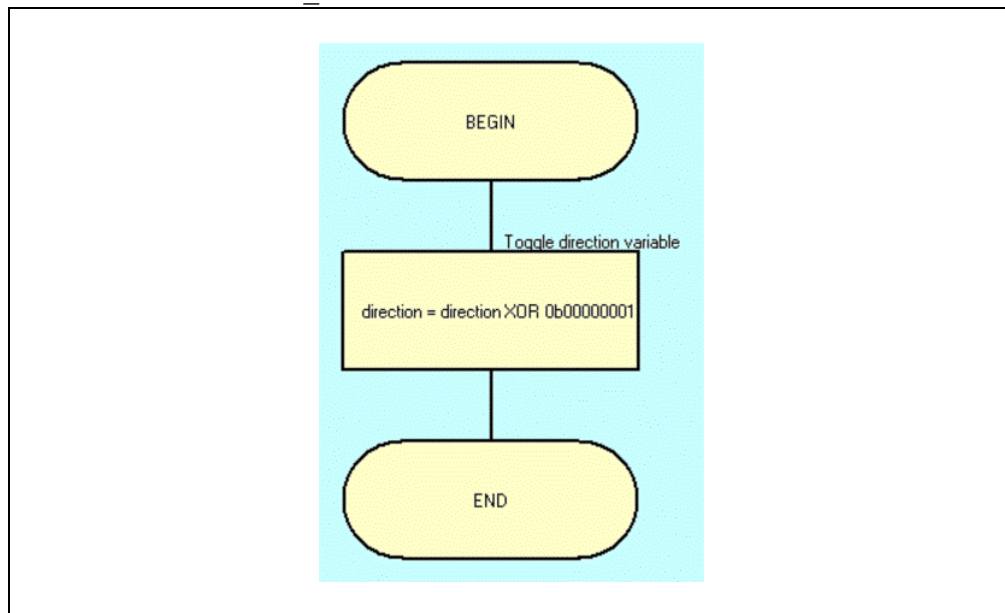 BEGIN
Toggle direction variable
direction = direction XOR 0b00000001
END